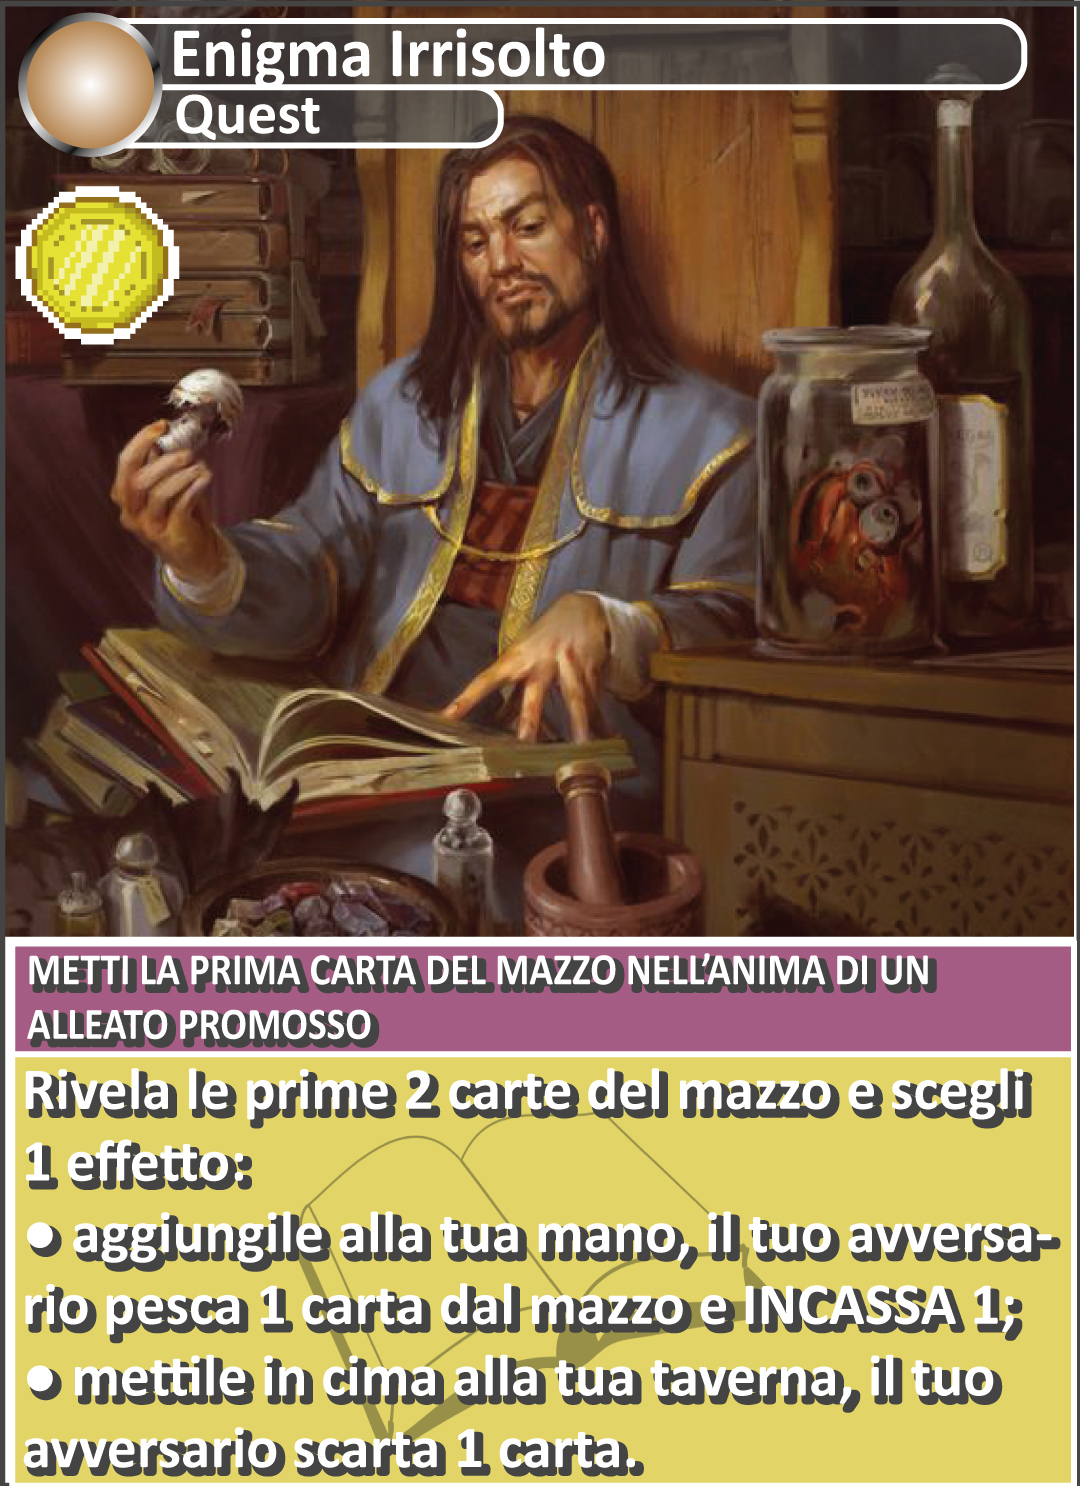 Enigma Irrisolto
Quest
METTI LA PRIMA CARTA DEL MAZZO NELL'ANIMA DI UN
ALLEATO PROMOSSO
Rivela le prime 2 carte del mazzo e scegli
1 effetto:
● aggiungile alla tua mano, il tuo avversa-
rio pesca 1 carta dal mazzo e INCASSA 1;
● mettile in cima alla tua taverna, il tuo
avversario scarta 1 carta.